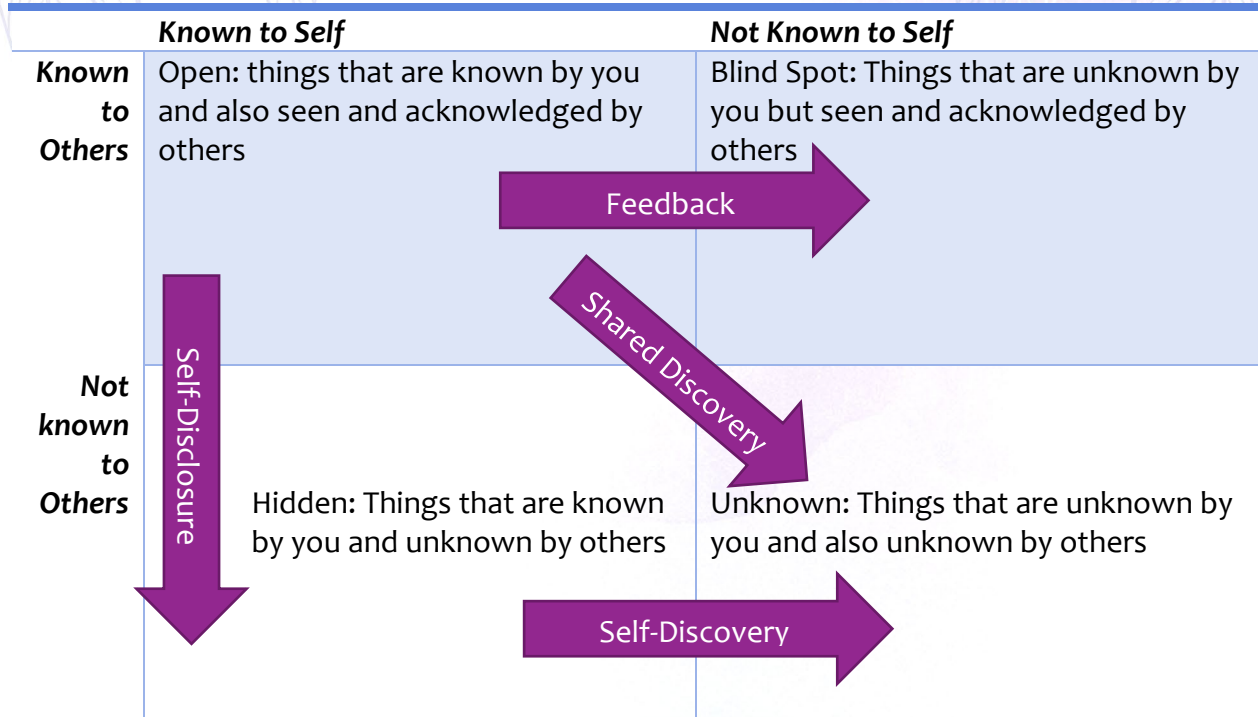 Known to Self
Not Known to Self
Known
to
Others
Open: things that are known by you
and also seen and acknowledged by
others
Blind Spot: Things that are unknown by
you but seen and acknowledged by
others
Feedback
Shared Discovery
Self-Disclosure
Not
known
to
Others
Hidden: Things that are known
by you and unknown by others
Unknown: Things that are unknown by
you and also unknown by others
Self-Discovery